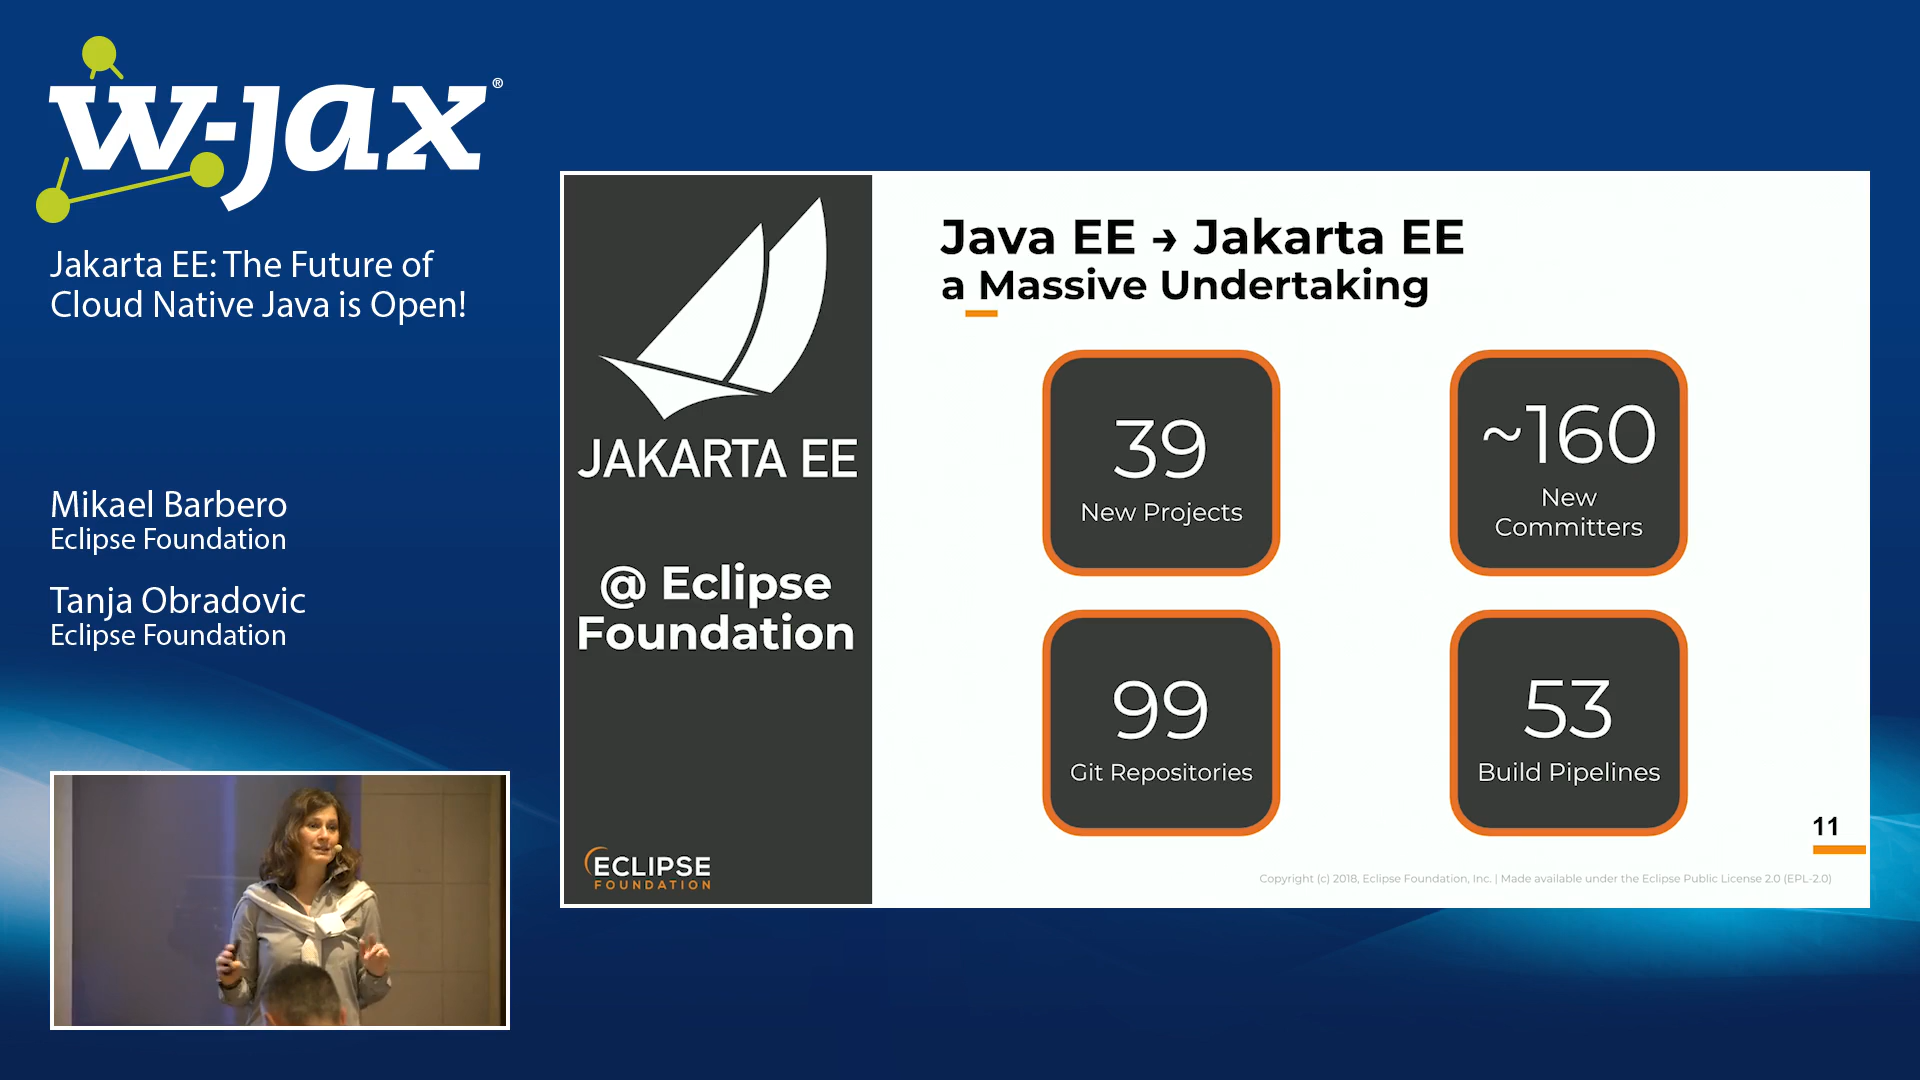 w-jax®
Jakarta EE: The Future of
Cloud Native Java is Open!
Mikael Barbero
Eclipse Foundation
Tanja Obradovic
Eclipse Foundation
JAKARTA EE
@ Eclipse
Foundation
ECLIPSE
FOUNDATION
Java EE → Jakarta EE
a Massive Undertaking
39
New Projects
~160
New
Committers
99
Git Repositories
53
Build Pipelines
11
Copyright (c) 2018, Eclipse Foundation, Inc. | Made available under the Eclipse Public License 2.0 (EPL-2.0)